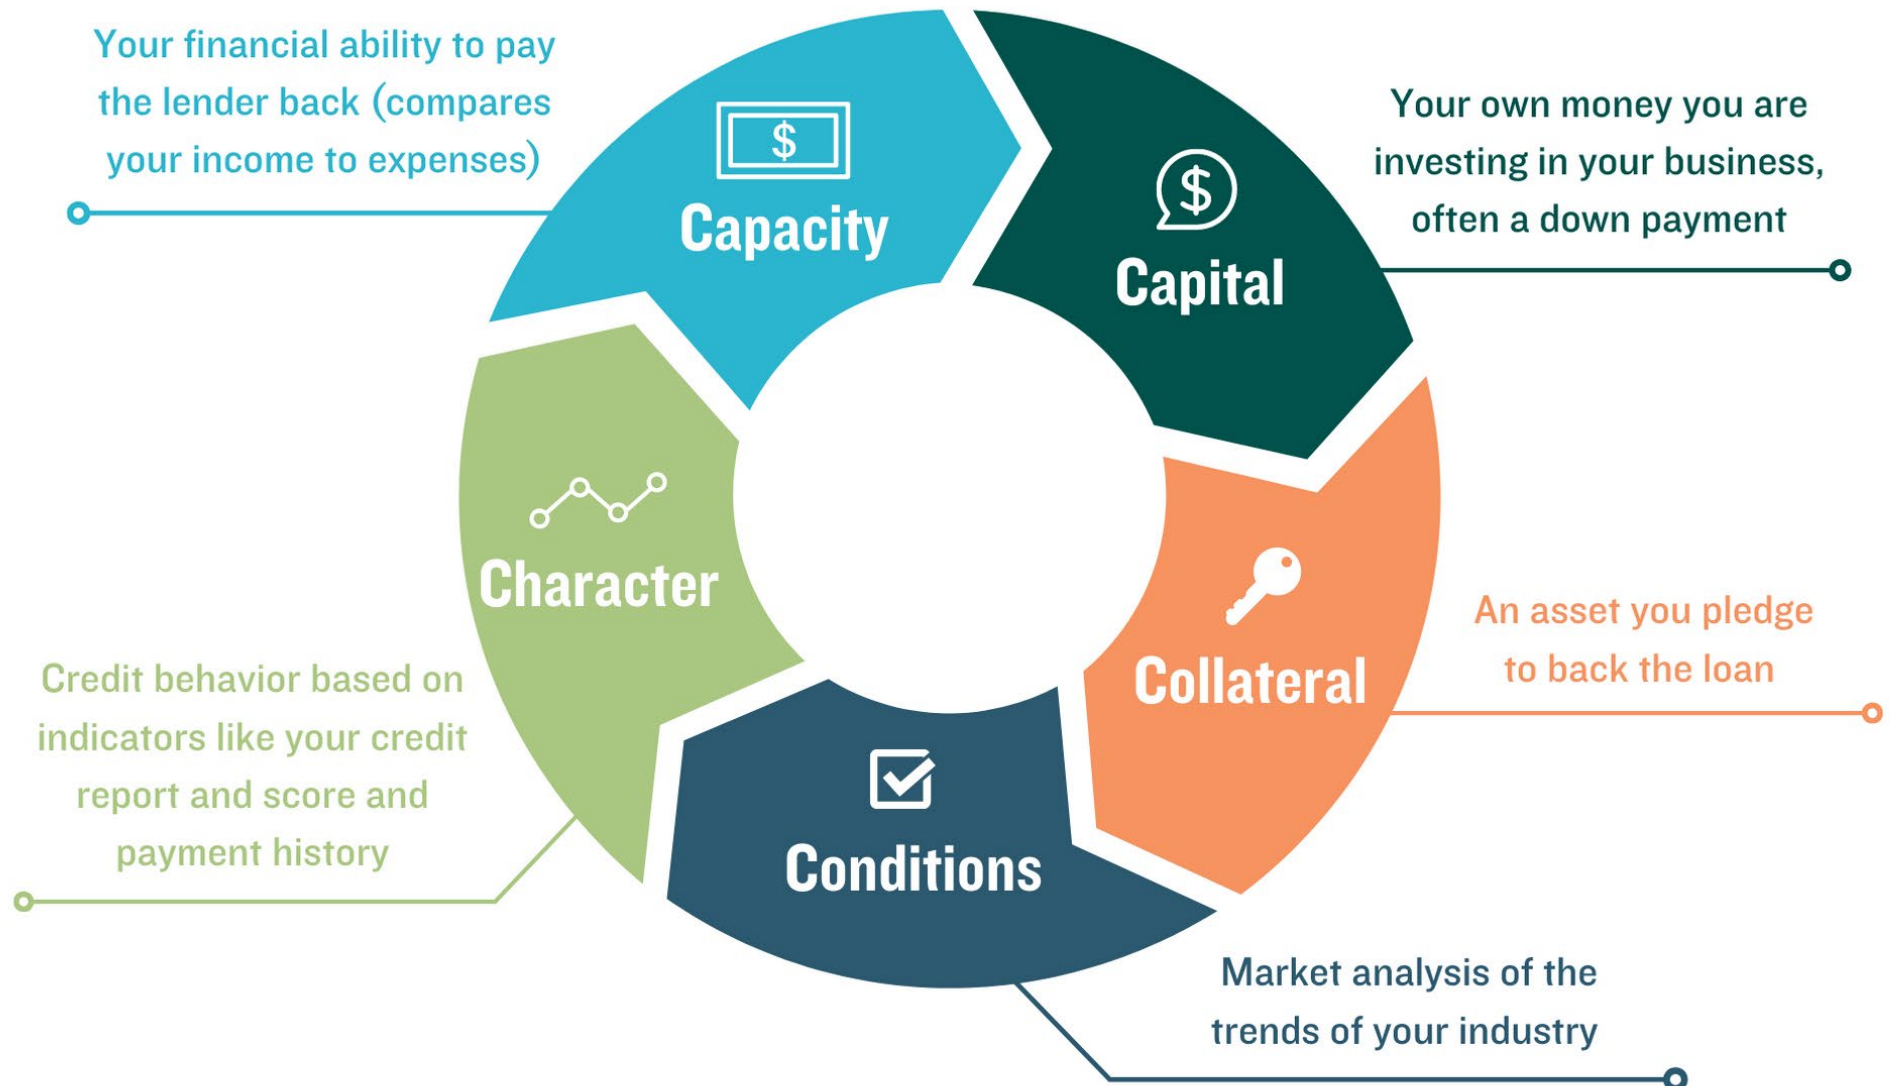 Your financial ability to pay
the lender back (compares
your income to expenses)
$
Capacity
$
Capital
Your own money you are
investing in your business,
often a down payment
Character
Credit behavior based on
indicators like your credit
report and score and
payment history
Collateral
An asset you pledge
to back the loan
Conditions
Market analysis of the
trends of your industry